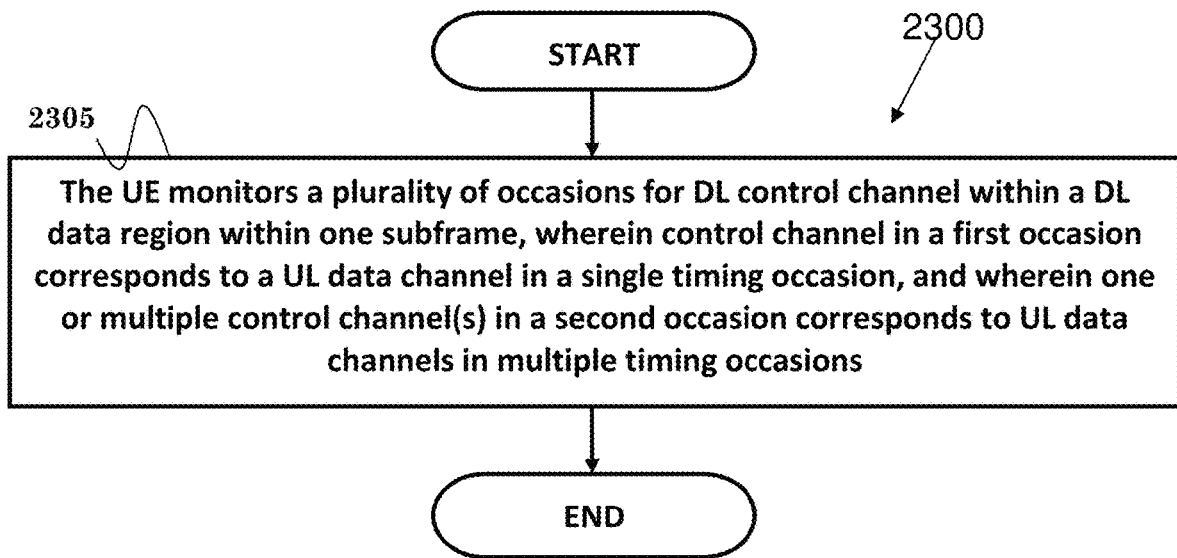 START
2300
2305
The UE monitors a plurality of occasions for DL control channel within a DL
data region within one subframe, wherein control channel in a first occasion
corresponds to a UL data channel in a single timing occasion, and wherein one
or multiple control channel(s) in a second occasion corresponds to UL data
channels in multiple timing occasions
END